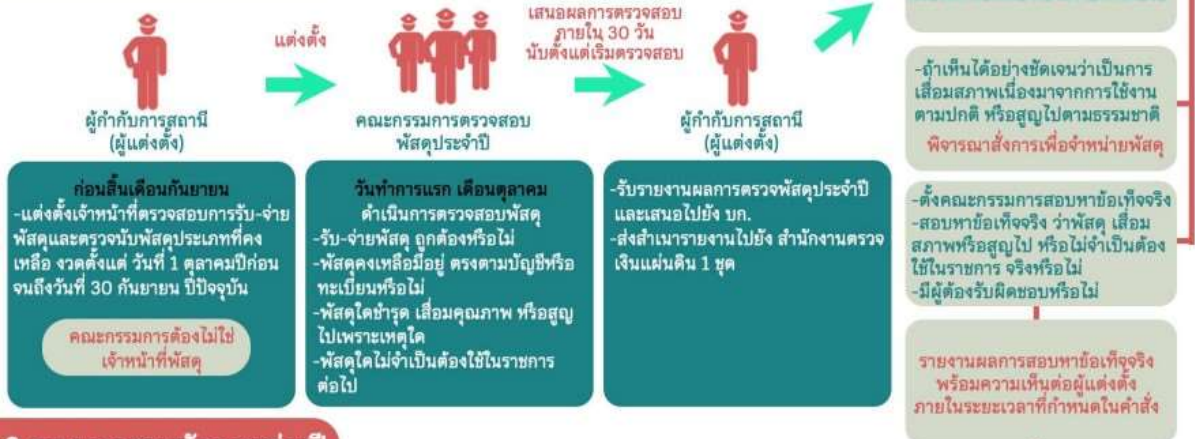 แต่งตั้ง
เสนอผลการตรวจสอบ
ภายใน 30 วัน
นับตั้งแต่เริ่มตรวจสอบ
ผู้กำกับการสถานี
(ผู้แต่งตั้ง)
คณะกรรมการตรวจสอบ
พัสดุประจำปี
ผู้กำกับการสถานี
(ผู้แต่งตั้ง)
ก่อนสิ้นเดือนกันยายน
-แต่งตั้งเจ้าหน้าที่ตรวจสอบการรับ-จ่าย
พัสดุและตรวจนับพัสดุประเภทที่คง
เหลือ งวดตั้งแต่ วันที่ 1 ตุลาคมปีก่อน
จนถึงวันที่ 30 กันยายน ปีปัจจุบัน
คณะกรรมการต้องไม่ใช่
เจ้าหน้าที่พัสดุ
วันทำการแรก เดือนตุลาคม
ดำเนินการตรวจสอบพัสดุ
-รับ-จ่ายพัสดุ ถูกต้องหรือไม่
-พัสดุคงเหลือมีอยู่ ตรงตามบัญชีหรือ
ทะเบียนหรือไม่
-พัสดุใดชำรุด เสื่อมคุณภาพ หรือสูญ
ไปเพราะเหตุใด
-พัสดุใดไม่จำเป็นต้องใช้ในราชการ
ต่อไป
-รับรายงานผลการตรวจพัสดุประจำปี
และเสนอไปยัง บก.
-ส่งสำเนารายงานไปยัง สำนักงานตรวจ
เงินแผ่นดิน 1 ชุด
-ถ้าเห็นได้อย่างชัดเจนว่าเป็นการ
เสื่อมสภาพเนื่องมาจากการใช้งาน
ตามปกติ หรือสูญไปตามธรรมชาติ
พิจารณาสั่งการเพื่อจำหน่ายพัสดุ
-ตั้งคณะกรรมการสอบหาข้อเท็จจริง
-สอบหาข้อเท็จจริง ว่าพัสดุ เสื่อม
สภาพหรือสูญไป หรือไม่จำเป็นต้อง
ใช้ในราชการ จริงหรือไม่
-มีผู้ต้องรับผิดชอบหรือไม่
รายงานผลการสอบหาข้อเท็จจริง
พร้อมความเห็นต่อผู้แต่งตั้ง
ภายในระยะเวลาที่กำหนดในคำสั่ง